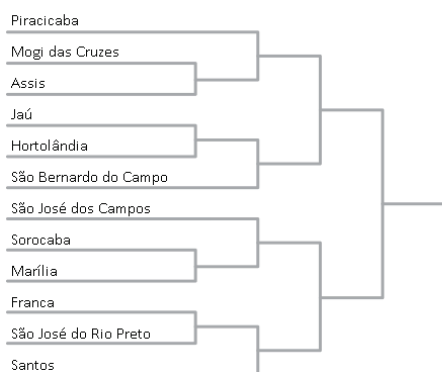 Piracicaba
Mogi das Cruzes
Assis
Jaú
Hortolândia
São Bernardo do Campo
São José dos Campos
Sorocaba
Marília
Franca
São José do Rio Preto
Santos